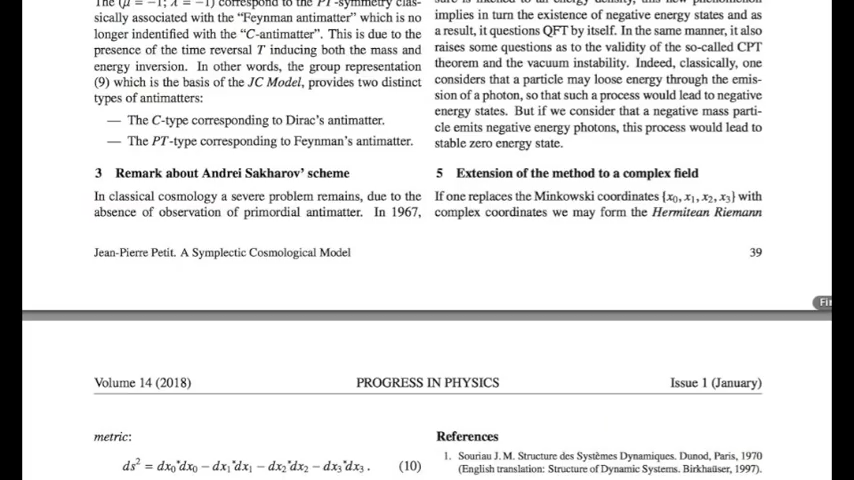 The (μ = −1; λ = −1) correspond to the PT-symmetry clas-
sically associated with the “Feynman antimatter” which is no
longer indentified with the “C-antimatter”. This is due to the
presence of the time reversal T inducing both the mass and
energy inversion. In other words, the group representation
(9) which is the basis of the JC Model, provides two distinct
types of antimatters:
— The C-type corresponding to Dirac’s antimatter.
— The PT-type corresponding to Feynman’s antimatter.
3 Remark about Andrei Sakharov’ scheme
In classical cosmology a severe problem remains, due to the
absence of observation of primordial antimatter. In 1967,
implies in turn the existence of negative energy states and as
a result, it questions QFT by itself. In the same manner, it also
raises some questions as to the validity of the so-called CPT
theorem and the vacuum instability. Indeed, classically, one
considers that a particle may loose energy through the emis-
sion of a photon, so that such a process would lead to negative
energy states. But if we consider that a negative mass parti-
cle emits negative energy photons, this process would lead to
stable zero energy state.
5 Extension of the method to a complex field
If one replaces the Minkowski coordinates {x₀, x₁, x₂, x₃} with
complex coordinates we may form the Hermitean Riemann
Jean-Pierre Petit. A Symplectic Cosmological Model 39
Volume 14 (2018) PROGRESS IN PHYSICS Issue 1 (January)
metric:
ds² = dx₀*dx₀ − dx₁*dx₁ − dx₂*dx₂ − dx₃*dx₃ . (10)
References
1. Souriau J. M. Structure des Systèmes Dynamiques. Dunod, Paris, 1970
(English translation: Structure of Dynamic Systems. Birkhaüser, 1997).